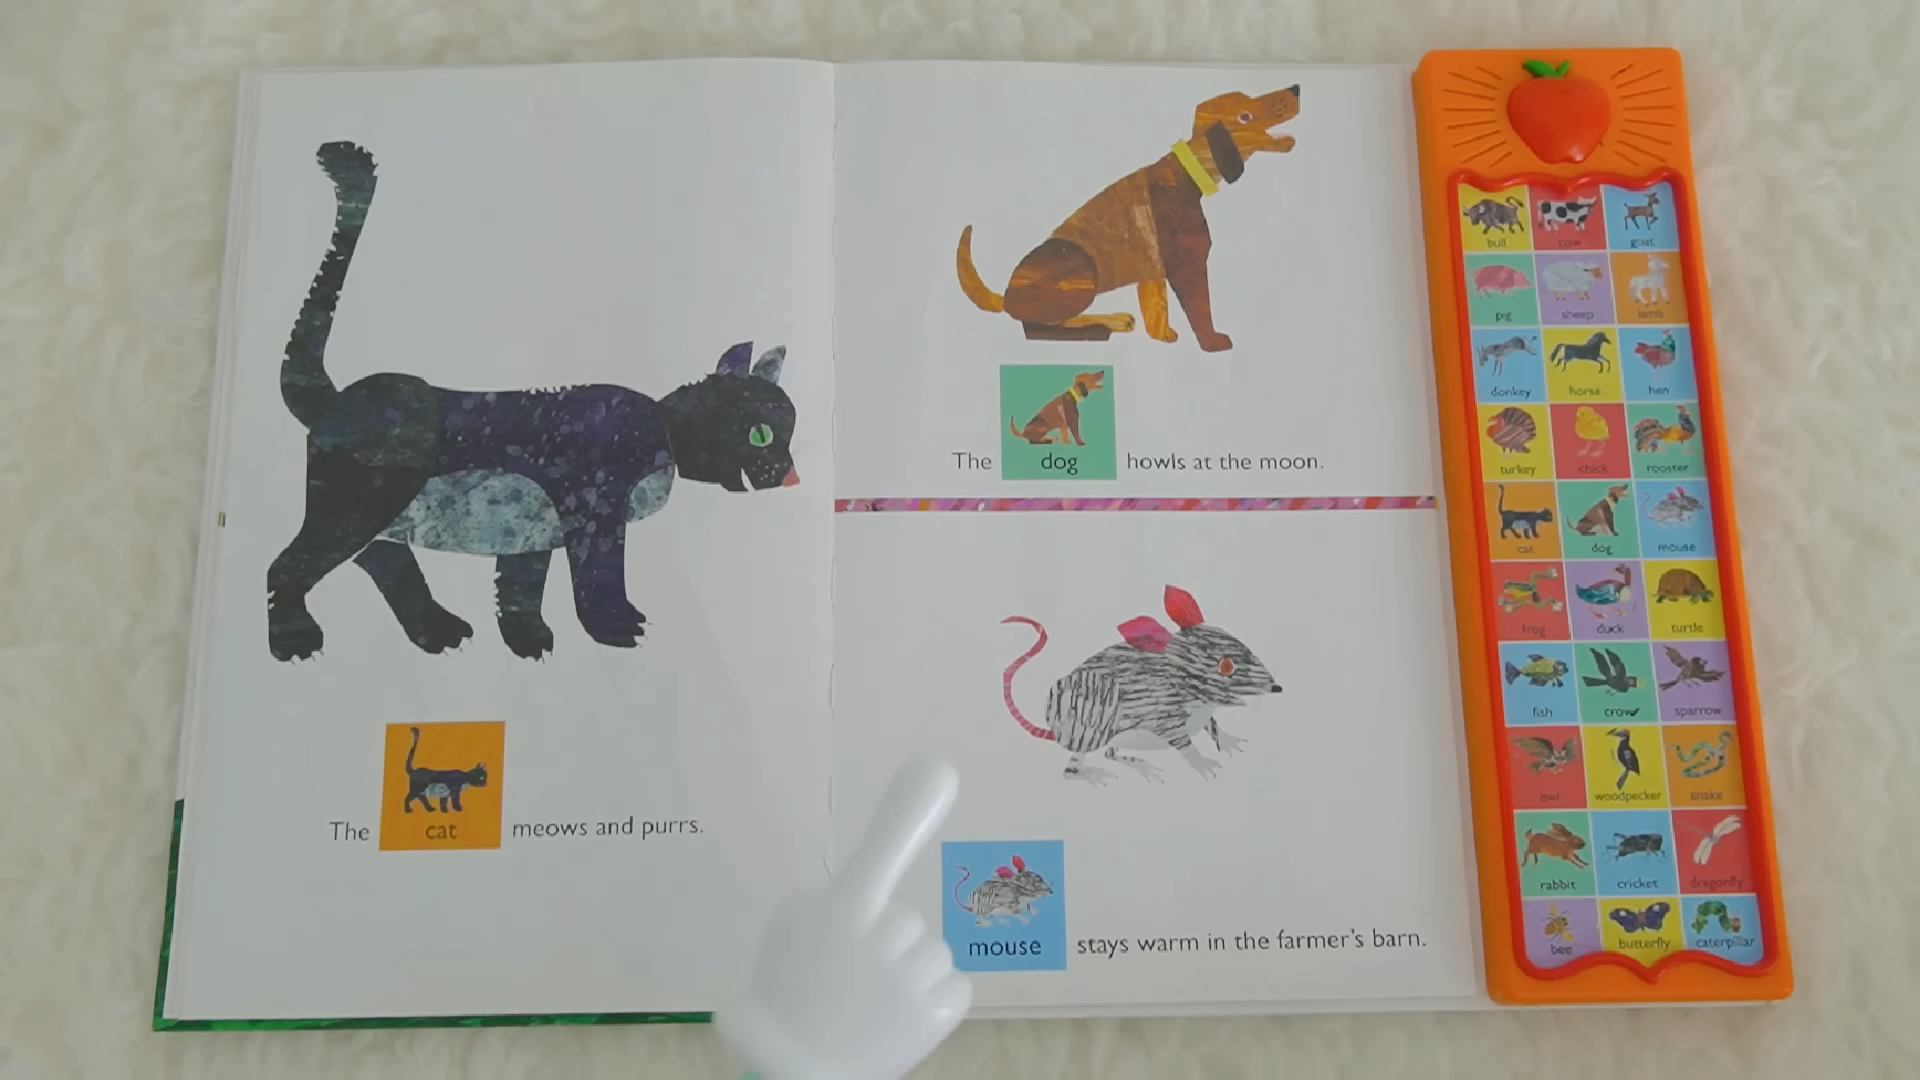 The cat meows and purrs.
The dog howls at the moon.
mouse stays warm in the farmer's barn.
bull cow goat
pig sheep lamb
donkey horse hen
turkey chick rooster
cat dog mouse
frog duck turtle
fish crow sparrow
owl woodpecker snake
rabbit cricket dragonfly
bee butterfly caterpillar